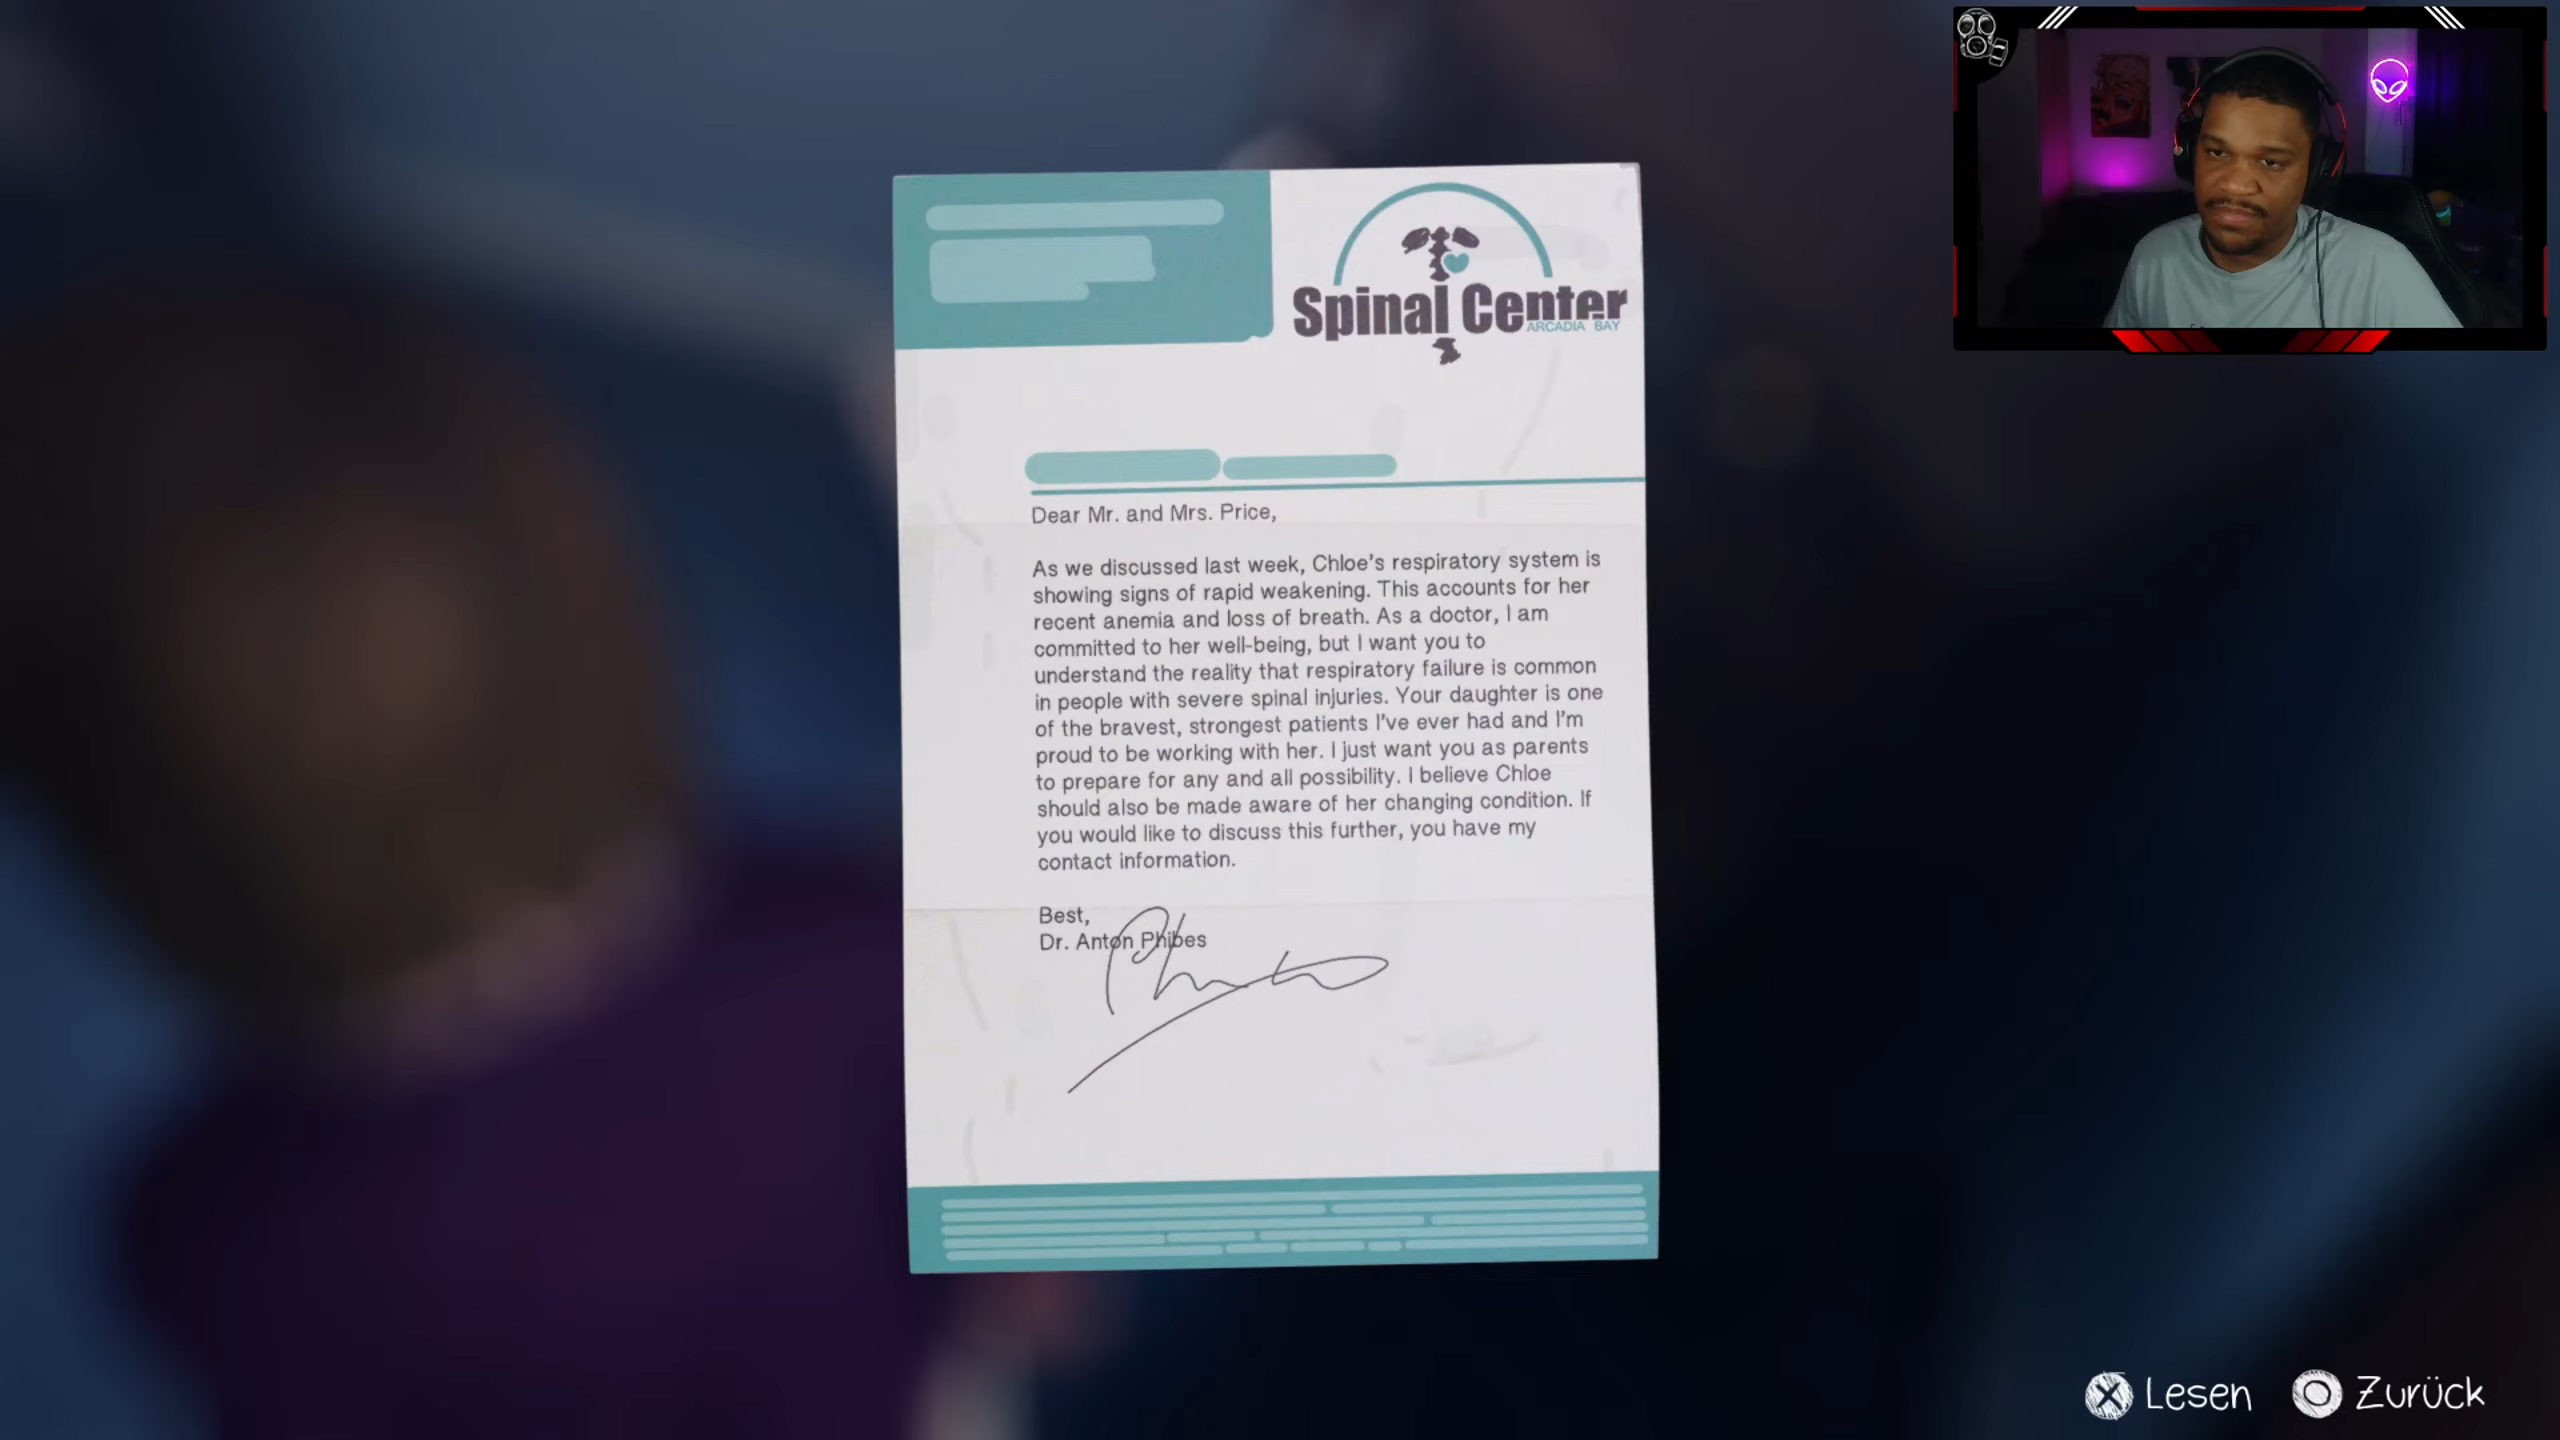 Spinal Center
ARCADIA BAY
Dear Mr. and Mrs. Price,
As we discussed last week, Chloe's respiratory system is
showing signs of rapid weakening. This accounts for her
recent anemia and loss of breath. As a doctor, I am
committed to her well-being, but I want you to
understand the reality that respiratory failure is common
in people with severe spinal injuries. Your daughter is one
of the bravest, strongest patients I've ever had and I'm
proud to be working with her. I just want you as parents
to prepare for any and all possibility. I believe Chloe
should also be made aware of her changing condition. If
you would like to discuss this further, you have my
contact information.
Best,
Dr. Anton Phibes
Lesen Zurück